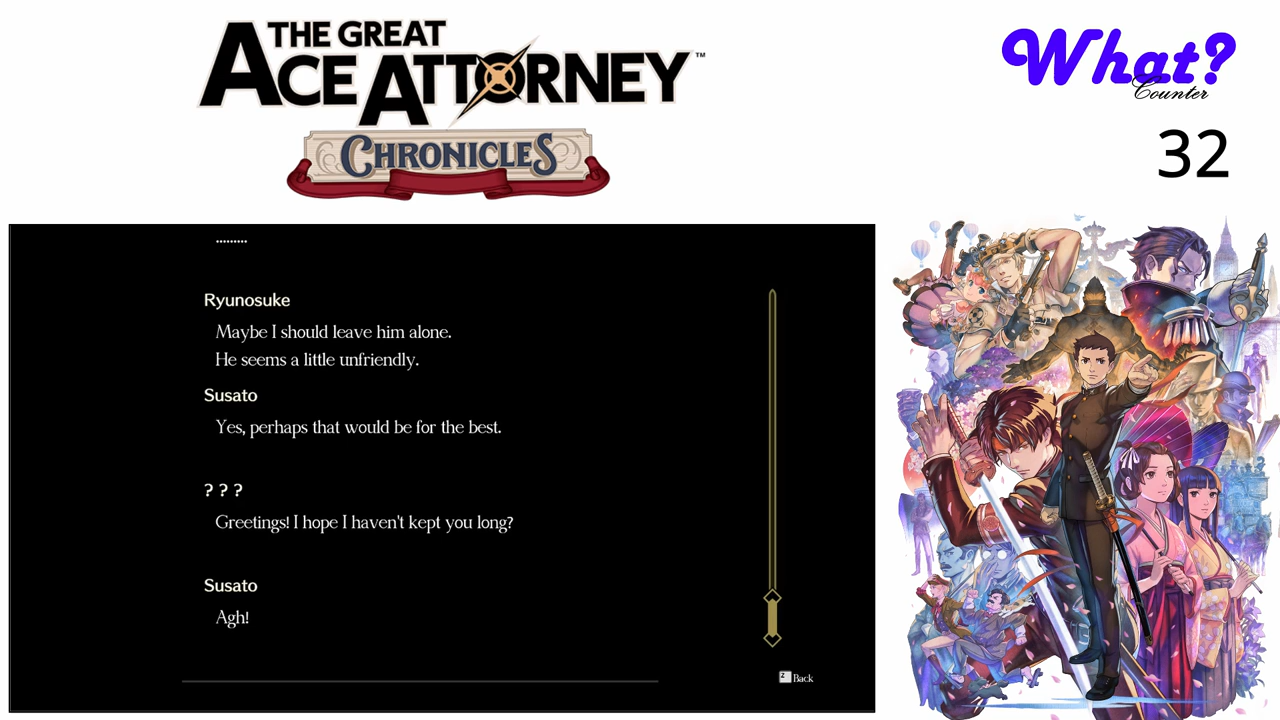 THE GREAT
ACE ATTORNEY™
CHRONICLES
What?
Counter
32
.........
Ryunosuke
Maybe I should leave him alone.
He seems a little unfriendly.
Susato
Yes, perhaps that would be for the best.
? ? ?
Greetings! I hope I haven't kept you long?
Susato
Agh!
Z Back